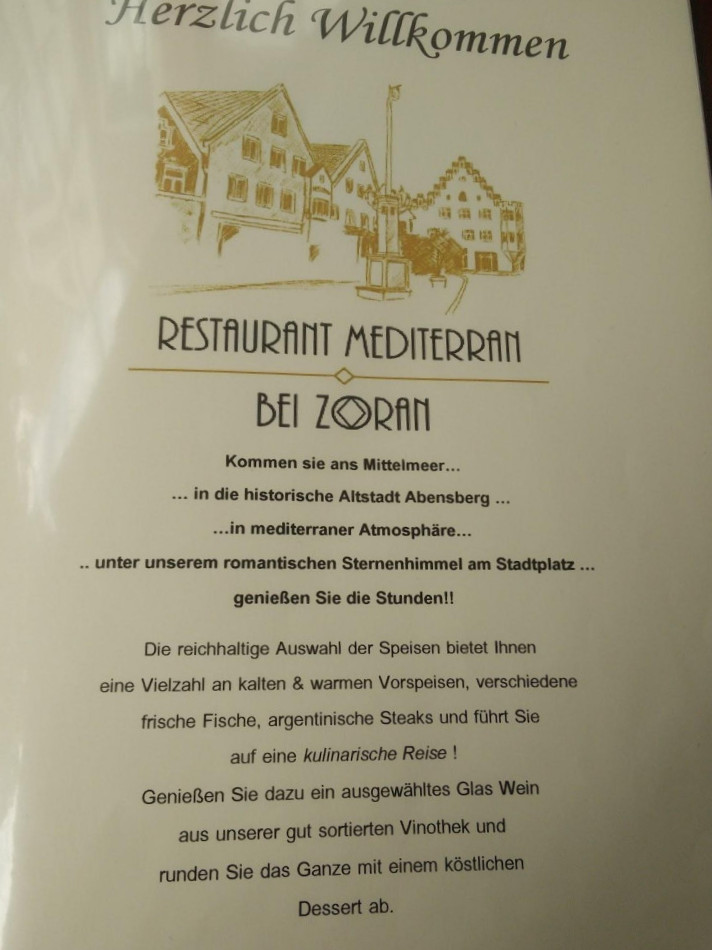 Herzlich Willkommen
RESTAURANT MEDITERRAN
BEI ZORAN
Kommen sie ans Mittelmeer...
... in die historische Altstadt Abensberg ...
...in mediterraner Atmosphäre...
.. unter unserem romantischen Sternenhimmel am Stadtplatz ...
genießen Sie die Stunden!!
Die reichhaltige Auswahl der Speisen bietet Ihnen
eine Vielzahl an kalten & warmen Vorspeisen, verschiedene
frische Fische, argentinische Steaks und führt Sie
auf eine kulinarische Reise !
Genießen Sie dazu ein ausgewähltes Glas Wein
aus unserer gut sortierten Vinothek und
runden Sie das Ganze mit einem köstlichen
Dessert ab.